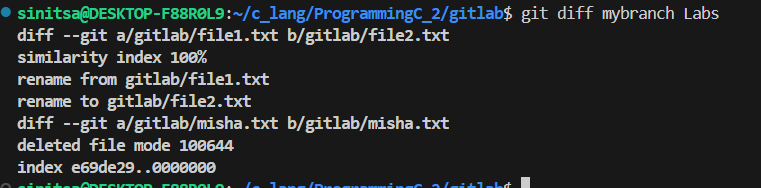 sinitsa@DESKTOP-F88R0L9:~/c_lang/ProgrammingC_2/gitlab$ git diff mybranch Labs
diff --git a/gitlab/file1.txt b/gitlab/file2.txt
similarity index 100%
rename from gitlab/file1.txt
rename to gitlab/file2.txt
diff --git a/gitlab/misha.txt b/gitlab/misha.txt
deleted file mode 100644
index e69de29..0000000
sinitsa@DESKTOP-F88R0L9:~/c_lang/ProgrammingC_2/gitlab$